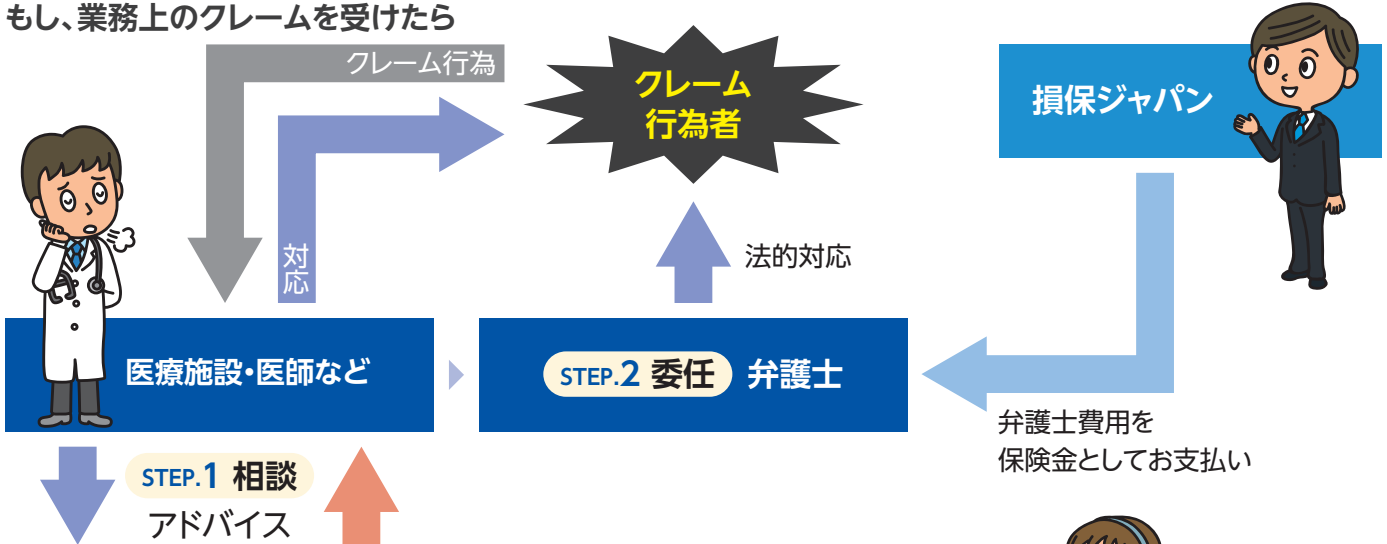 もし、業務上のクレームを受けたら
クレーム行為
クレーム
行為者
損保ジャパン
対応
法的対応
医療施設・医師など
STEP.2 委任 弁護士
弁護士費用を
保険金としてお支払い
STEP.1 相談
アドバイス